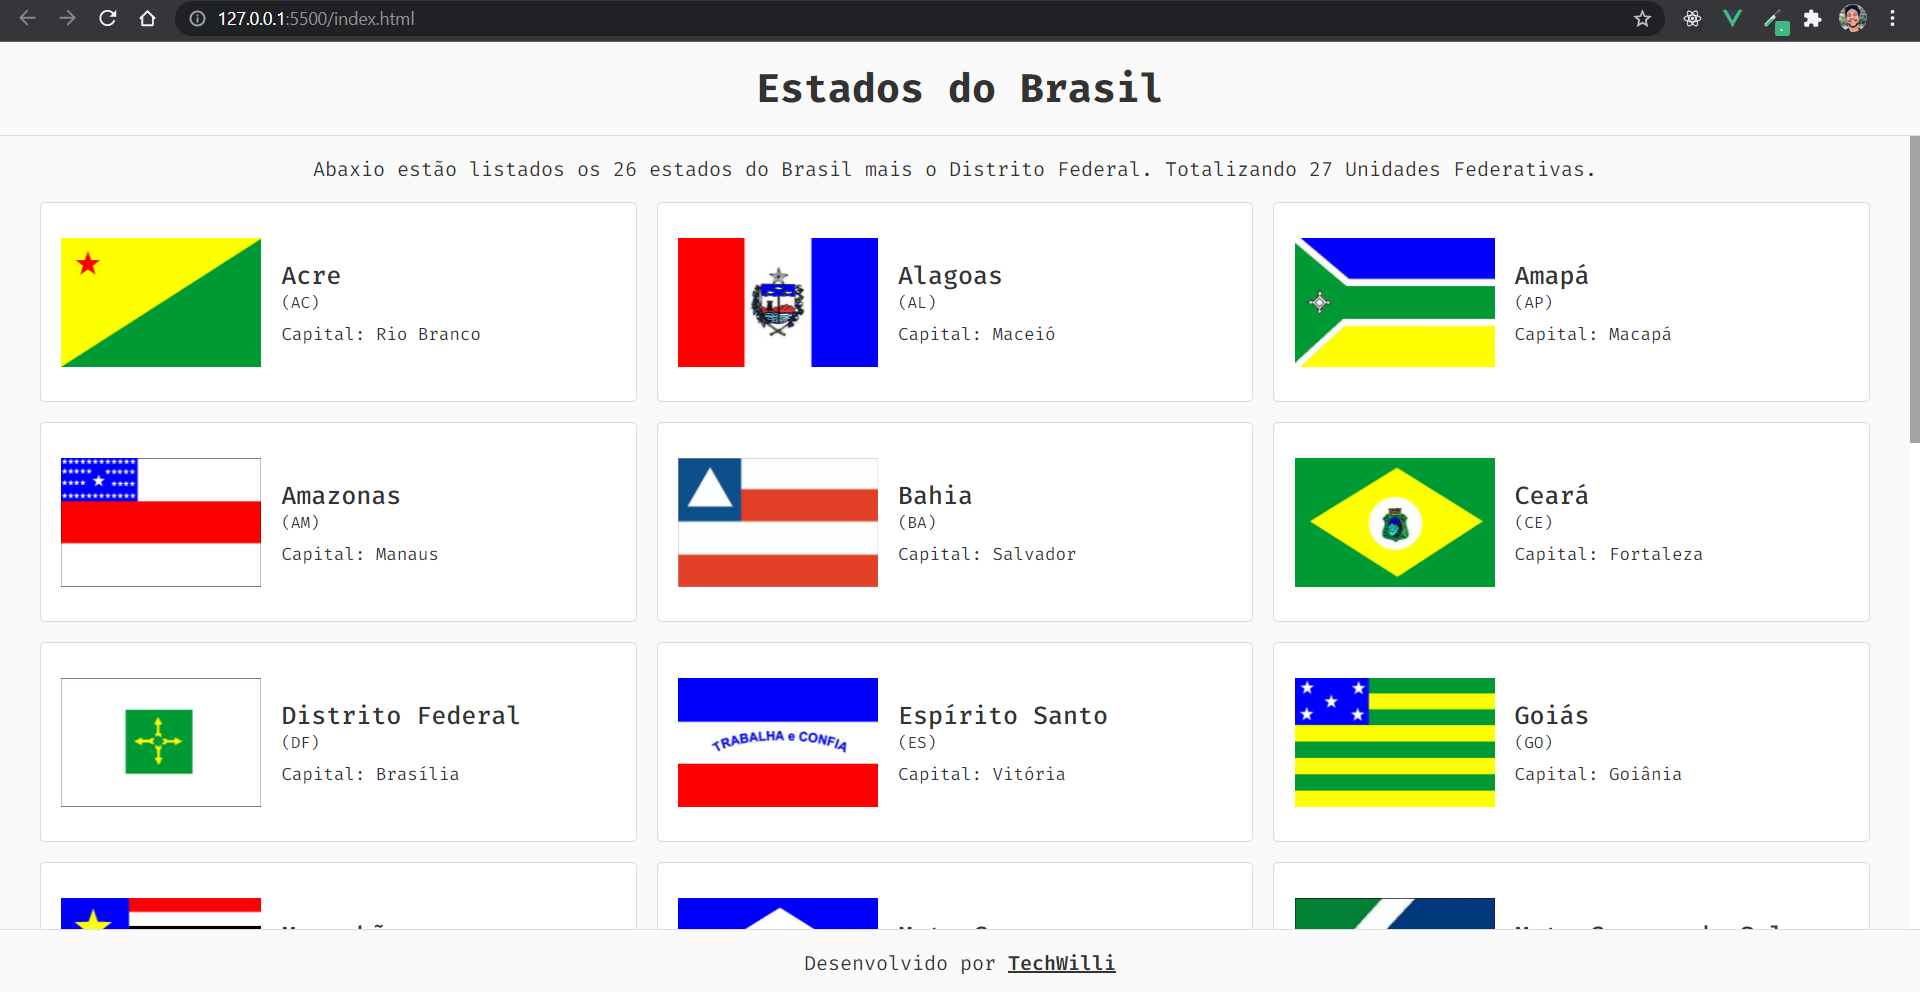 127.0.0.1:5500/index.html
Estados do Brasil
Abaxio estão listados os 26 estados do Brasil mais o Distrito Federal. Totalizando 27 Unidades Federativas.
Acre
(AC)
Capital: Rio Branco
Alagoas
(AL)
Capital: Maceió
Amapá
(AP)
Capital: Macapá
Amazonas
(AM)
Capital: Manaus
Bahia
(BA)
Capital: Salvador
Ceará
(CE)
Capital: Fortaleza
Distrito Federal
(DF)
Capital: Brasília
TRABALHA e CONFIA
Espírito Santo
(ES)
Capital: Vitória
Goiás
(GO)
Capital: Goiânia
Desenvolvido por TechWilli